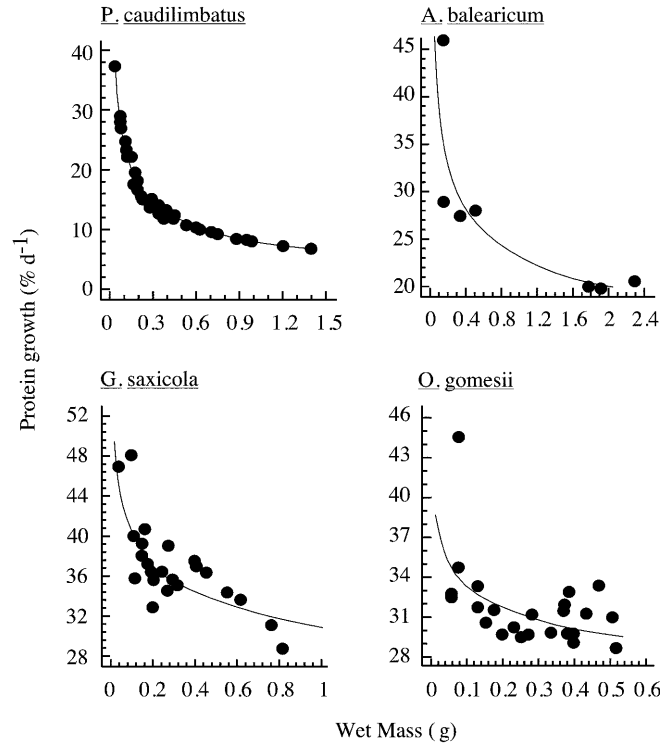 P. caudilimbatus
A. balearicum
40
30
20
10
0
0 0.3 0.6 0.9 1.2 1.5
45
40
35
30
25
20
0 0.4 0.8 1.2 1.6 2 2.4
Protein growth (% d⁻¹)
G. saxicola
O. gomesii
52
48
44
40
36
32
28
0 0.2 0.4 0.6 0.8 1
46
43
40
37
34
31
28
0 0.1 0.2 0.3 0.4 0.5 0.6
Wet Mass (g)